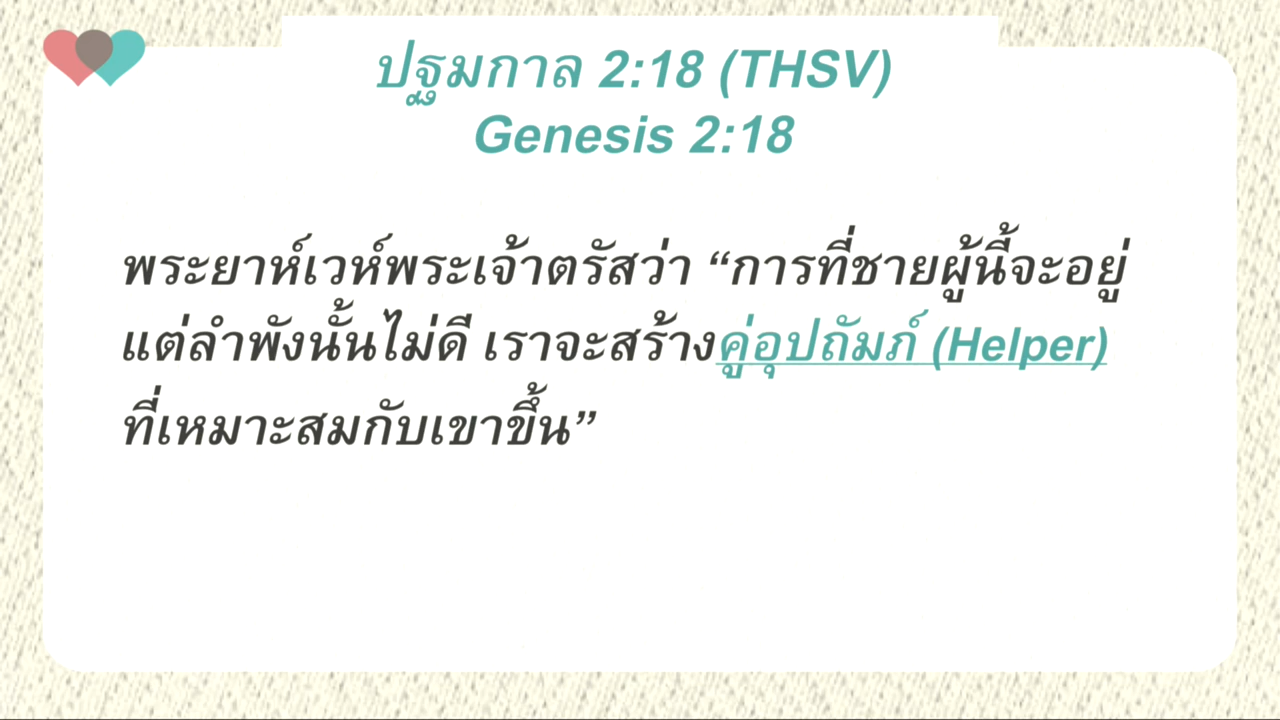 ปฐมกาล 2:18 (THSV)
Genesis 2:18
พระยาห์เวห์พระเจ้าตรัสว่า “การที่ชายผู้นี้จะอยู่
แต่ลำพังนั้นไม่ดี เราจะสร้างคู่อุปถัมภ์ (Helper)
ที่เหมาะสมกับเขาขึ้น”